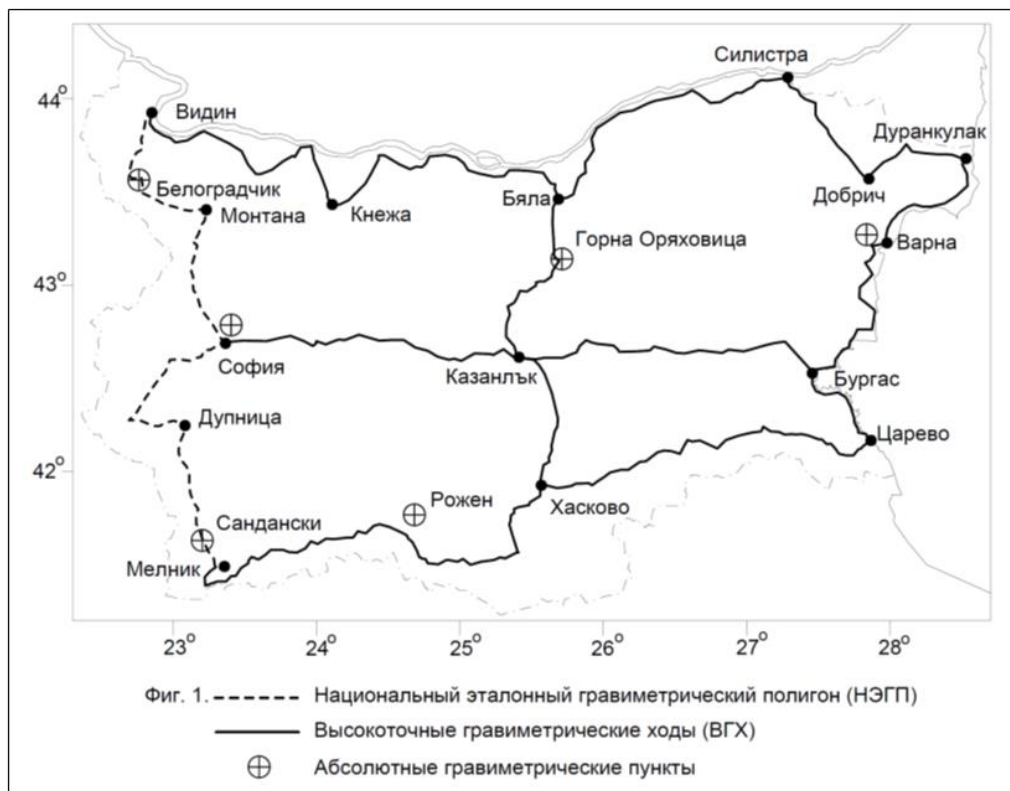 Силистра
44°
Видин
Дуранкулак
Белоградчик
Монтана
Кнежа
Бяла
Добрич
Горна Оряховица
Варна
43°
София
Казанлък
Бургас
Дупница
Царево
42°
Рожен
Хасково
Сандански
Мелник
23° 24° 25° 26° 27° 28°
Фиг. 1. Национальный эталонный гравиметрический полигон (НЭГП)
Высокоточные гравиметрические ходы (ВГХ)
Абсолютные гравиметрические пункты